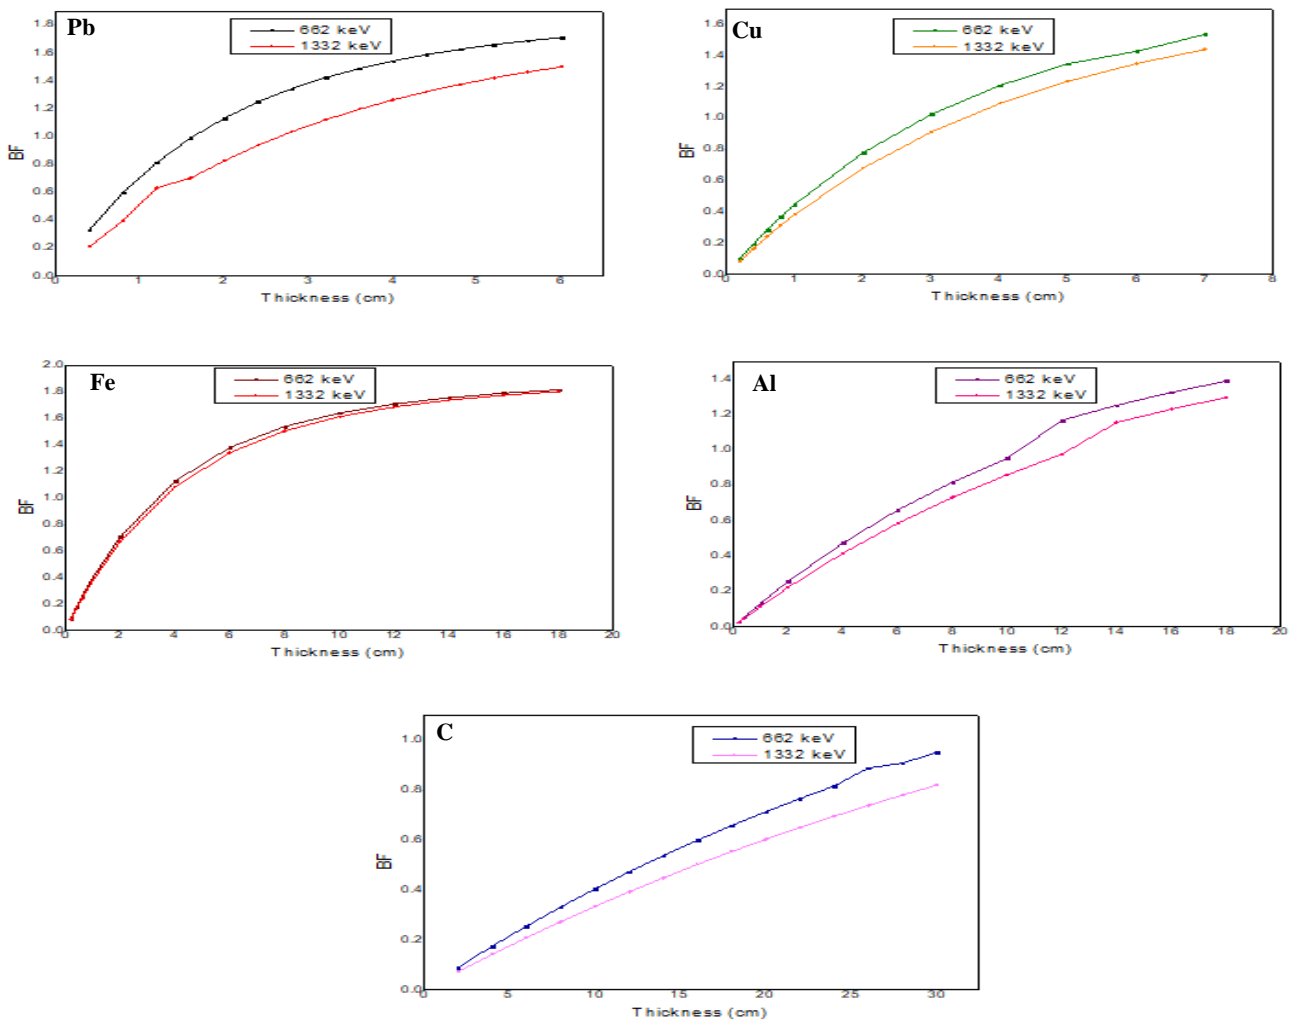 Pb
662 keV
1332 keV
1.8
1.6
1.4
1.2
1.0
0.8
0.6
0.4
0.2
0.0
BF
0 1 2 3 4 5 6
Thickness (cm)
Cu
662 keV
1332 keV
1.6
1.4
1.2
1.0
0.8
0.6
0.4
0.2
0.0
BF
0 1 2 3 4 5 6 7 8
Thickness (cm)
Fe
662 keV
1332 keV
2.0
1.8
1.6
1.4
1.2
1.0
0.8
0.6
0.4
0.2
0.0
BF
0 2 4 6 8 10 12 14 16 18 20
Thickness (cm)
Al
662 keV
1332 keV
1.4
1.2
1.0
0.8
0.6
0.4
0.2
0.0
BF
0 2 4 6 8 10 12 14 16 18 20
Thickness (cm)
C
662 keV
1332 keV
1.0
0.8
0.6
0.4
0.2
0.0
BF
0 5 10 15 20 25 30
Thickness (cm)